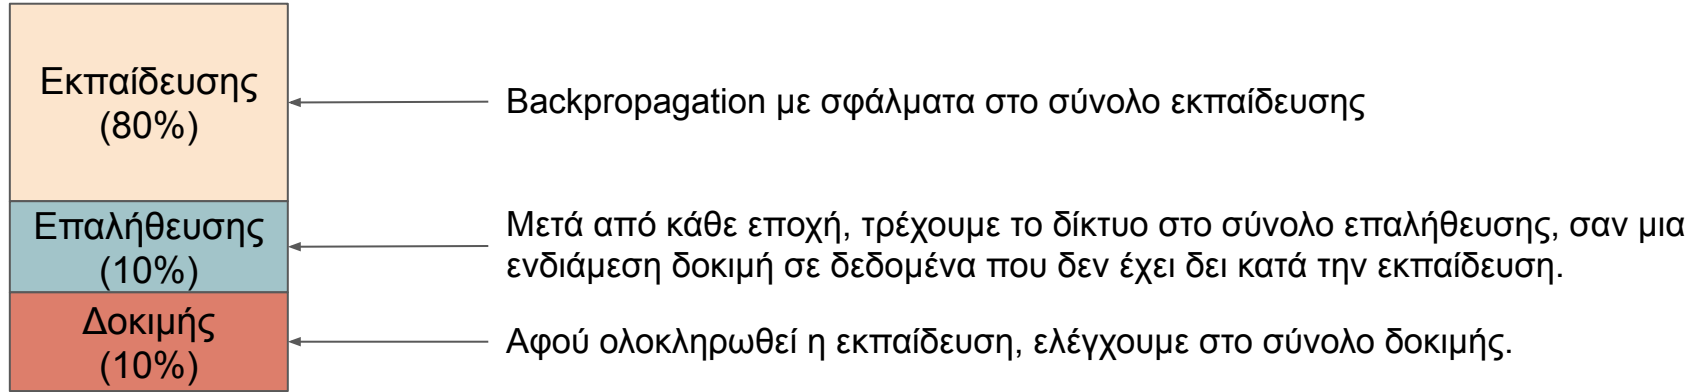 Εκπαίδευσης
(80%)
Backpropagation με σφάλματα στο σύνολο εκπαίδευσης
Επαλήθευσης
(10%)
Μετά από κάθε εποχή, τρέχουμε το δίκτυο στο σύνολο επαλήθευσης, σαν μια
ενδιάμεση δοκιμή σε δεδομένα που δεν έχει δει κατά την εκπαίδευση.
Δοκιμής
(10%)
Αφού ολοκληρωθεί η εκπαίδευση, ελέγχουμε στο σύνολο δοκιμής.